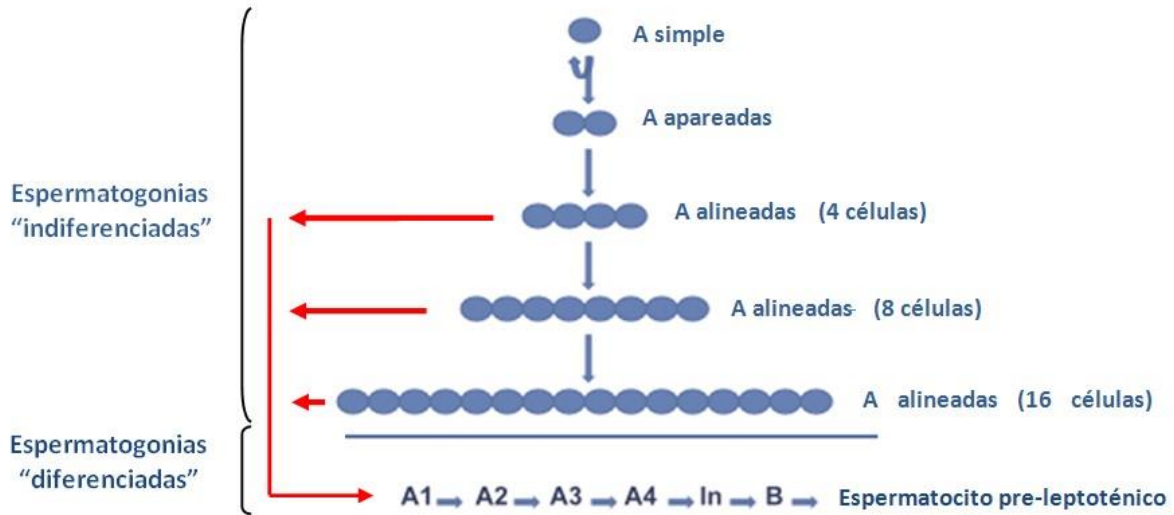 A simple
A apareadas
Espermatogonias
“indiferenciadas”
A alineadas (4 células)
A alineadas (8 células)
A alineadas (16 células)
Espermatogonias
“diferenciadas”
A1 A2 A3 A4 In B Espermatocito pre-leptoténico